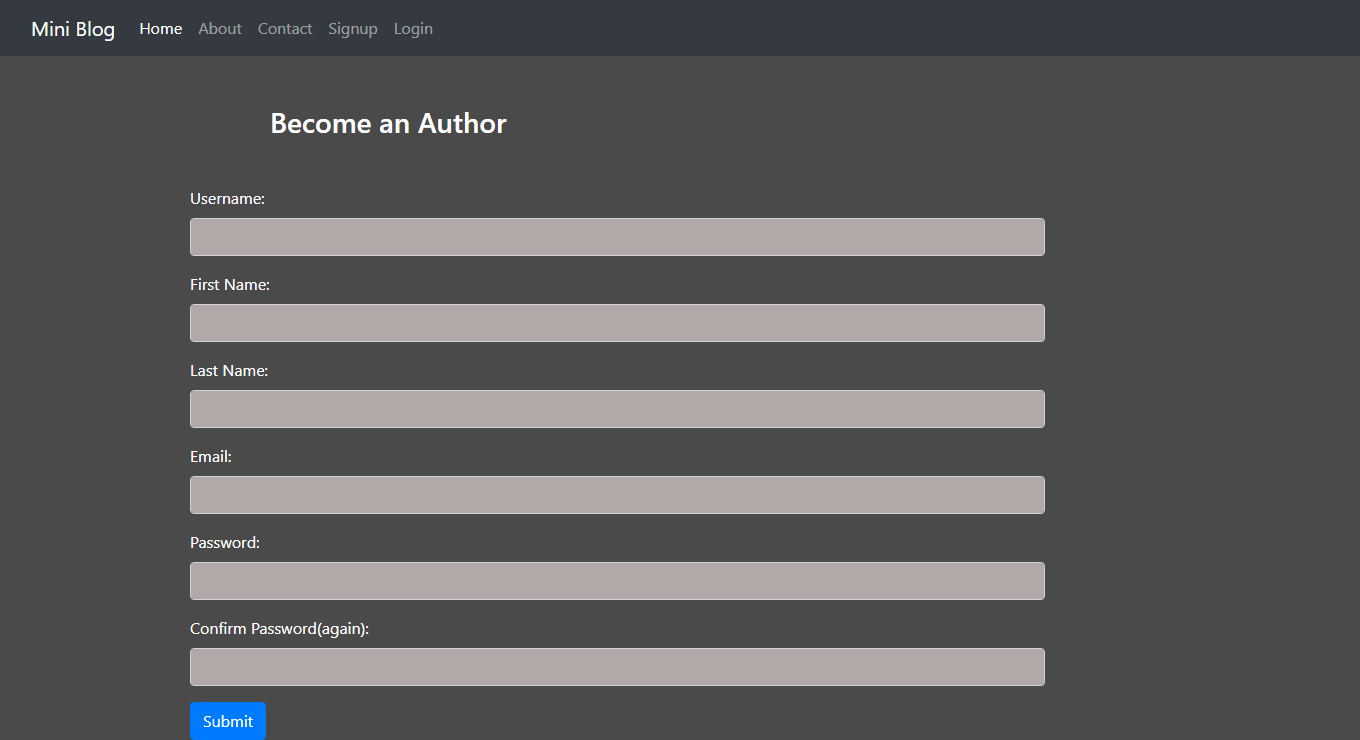 Mini Blog Home About Contact Signup Login
Become an Author
Username:
First Name:
Last Name:
Email:
Password:
Confirm Password(again):
Submit